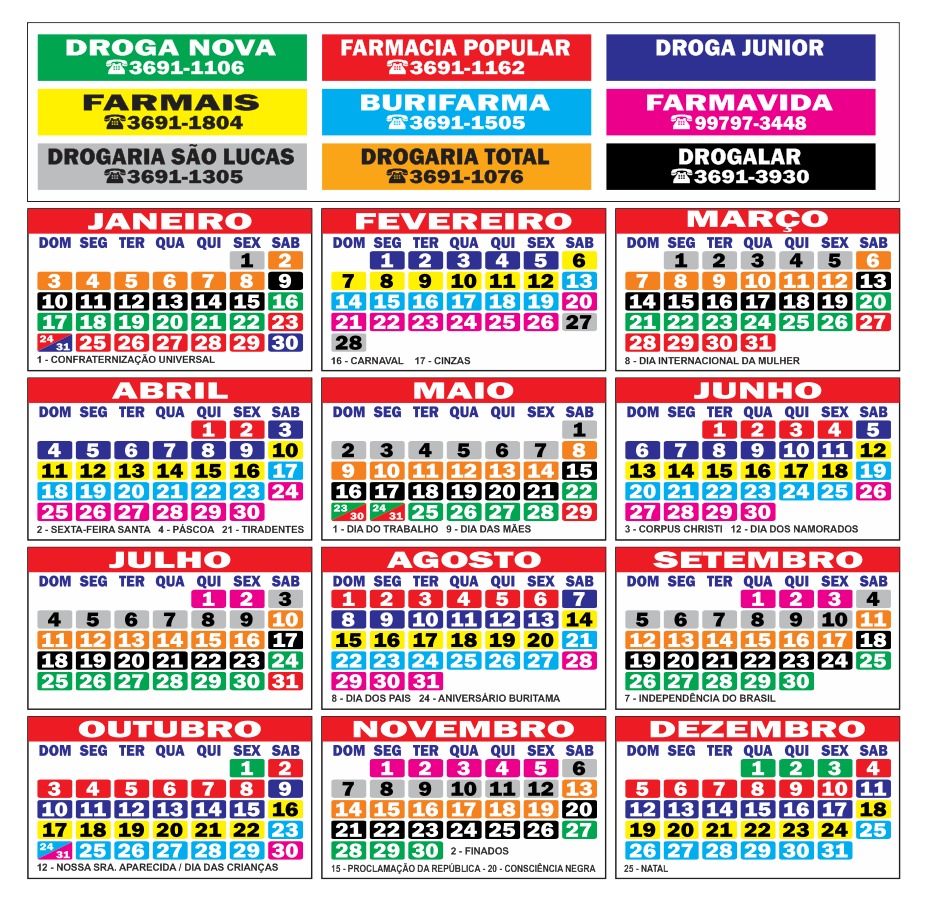 DROGA NOVA FARMACIA POPULAR DROGA JUNIOR
☎3691-1106 ☎3691-1162
FARMAIS BURIFARMA FARMAVIDA
☎3691-1804 ☎3691-1505 ☎99797-3448
DROGARIA SÃO LUCAS DROGARIA TOTAL DROGALAR
☎3691-1305 ☎3691-1076 ☎3691-3930
JANEIRO
DOM SEG TER QUA QUI SEX SAB
1 2
3 4 5 6 7 8 9
10 11 12 13 14 15 16
17 18 19 20 21 22 23
24 31 25 26 27 28 29 30
1 - CONFRATERNIZAÇÃO UNIVERSAL
FEVEREIRO
DOM SEG TER QUA QUI SEX SAB
1 2 3 4 5 6
7 8 9 10 11 12 13
14 15 16 17 18 19 20
21 22 23 24 25 26 27
28
16 - CARNAVAL 17 - CINZAS
MARÇO
DOM SEG TER QUA QUI SEX SAB
1 2 3 4 5 6
7 8 9 10 11 12 13
14 15 16 17 18 19 20
21 22 23 24 25 26 27
28 29 30 31
8 - DIA INTERNACIONAL DA MULHER
ABRIL
DOM SEG TER QUA QUI SEX SAB
1 2 3
4 5 6 7 8 9 10
11 12 13 14 15 16 17
18 19 20 21 22 23 24
25 26 27 28 29 30
2 - SEXTA-FEIRA SANTA 4 - PÁSCOA 21 - TIRADENTES
MAIO
DOM SEG TER QUA QUI SEX SAB
1
2 3 4 5 6 7 8
9 10 11 12 13 14 15
16 17 18 19 20 21 22
23 30 24 31 25 26 27 28 29
1 - DIA DO TRABALHO 9 - DIA DAS MÃES
JUNHO
DOM SEG TER QUA QUI SEX SAB
1 2 3 4 5
6 7 8 9 10 11 12
13 14 15 16 17 18 19
20 21 22 23 24 25 26
27 28 29 30
3 - CORPUS CHRISTI 12 - DIA DOS NAMORADOS
JULHO
DOM SEG TER QUA QUI SEX SAB
1 2 3
4 5 6 7 8 9 10
11 12 13 14 15 16 17
18 19 20 21 22 23 24
25 26 27 28 29 30 31
AGOSTO
DOM SEG TER QUA QUI SEX SAB
1 2 3 4 5 6 7
8 9 10 11 12 13 14
15 16 17 18 19 20 21
22 23 24 25 26 27 28
29 30 31
8 - DIA DOS PAIS 24 - ANIVERSÁRIO BURITAMA
SETEMBRO
DOM SEG TER QUA QUI SEX SAB
1 2 3 4
5 6 7 8 9 10 11
12 13 14 15 16 17 18
19 20 21 22 23 24 25
26 27 28 29 30
7 - INDEPENDÊNCIA DO BRASIL
OUTUBRO
DOM SEG TER QUA QUI SEX SAB
1 2
3 4 5 6 7 8 9
10 11 12 13 14 15 16
17 18 19 20 21 22 23
24 31 25 26 27 28 29 30
12 - NOSSA SRA. APARECIDA / DIA DAS CRIANÇAS
NOVEMBRO
DOM SEG TER QUA QUI SEX SAB
1 2 3 4 5 6
7 8 9 10 11 12 13
14 15 16 17 18 19 20
21 22 23 24 25 26 27
28 29 30 2 - FINADOS
15 - PROCLAMAÇÃO DA REPÚBLICA - 20 - CONSCIÊNCIA NEGRA
DEZEMBRO
DOM SEG TER QUA QUI SEX SAB
1 2 3 4
5 6 7 8 9 10 11
12 13 14 15 16 17 18
19 20 21 22 23 24 25
26 27 28 29 30 31
25 - NATAL